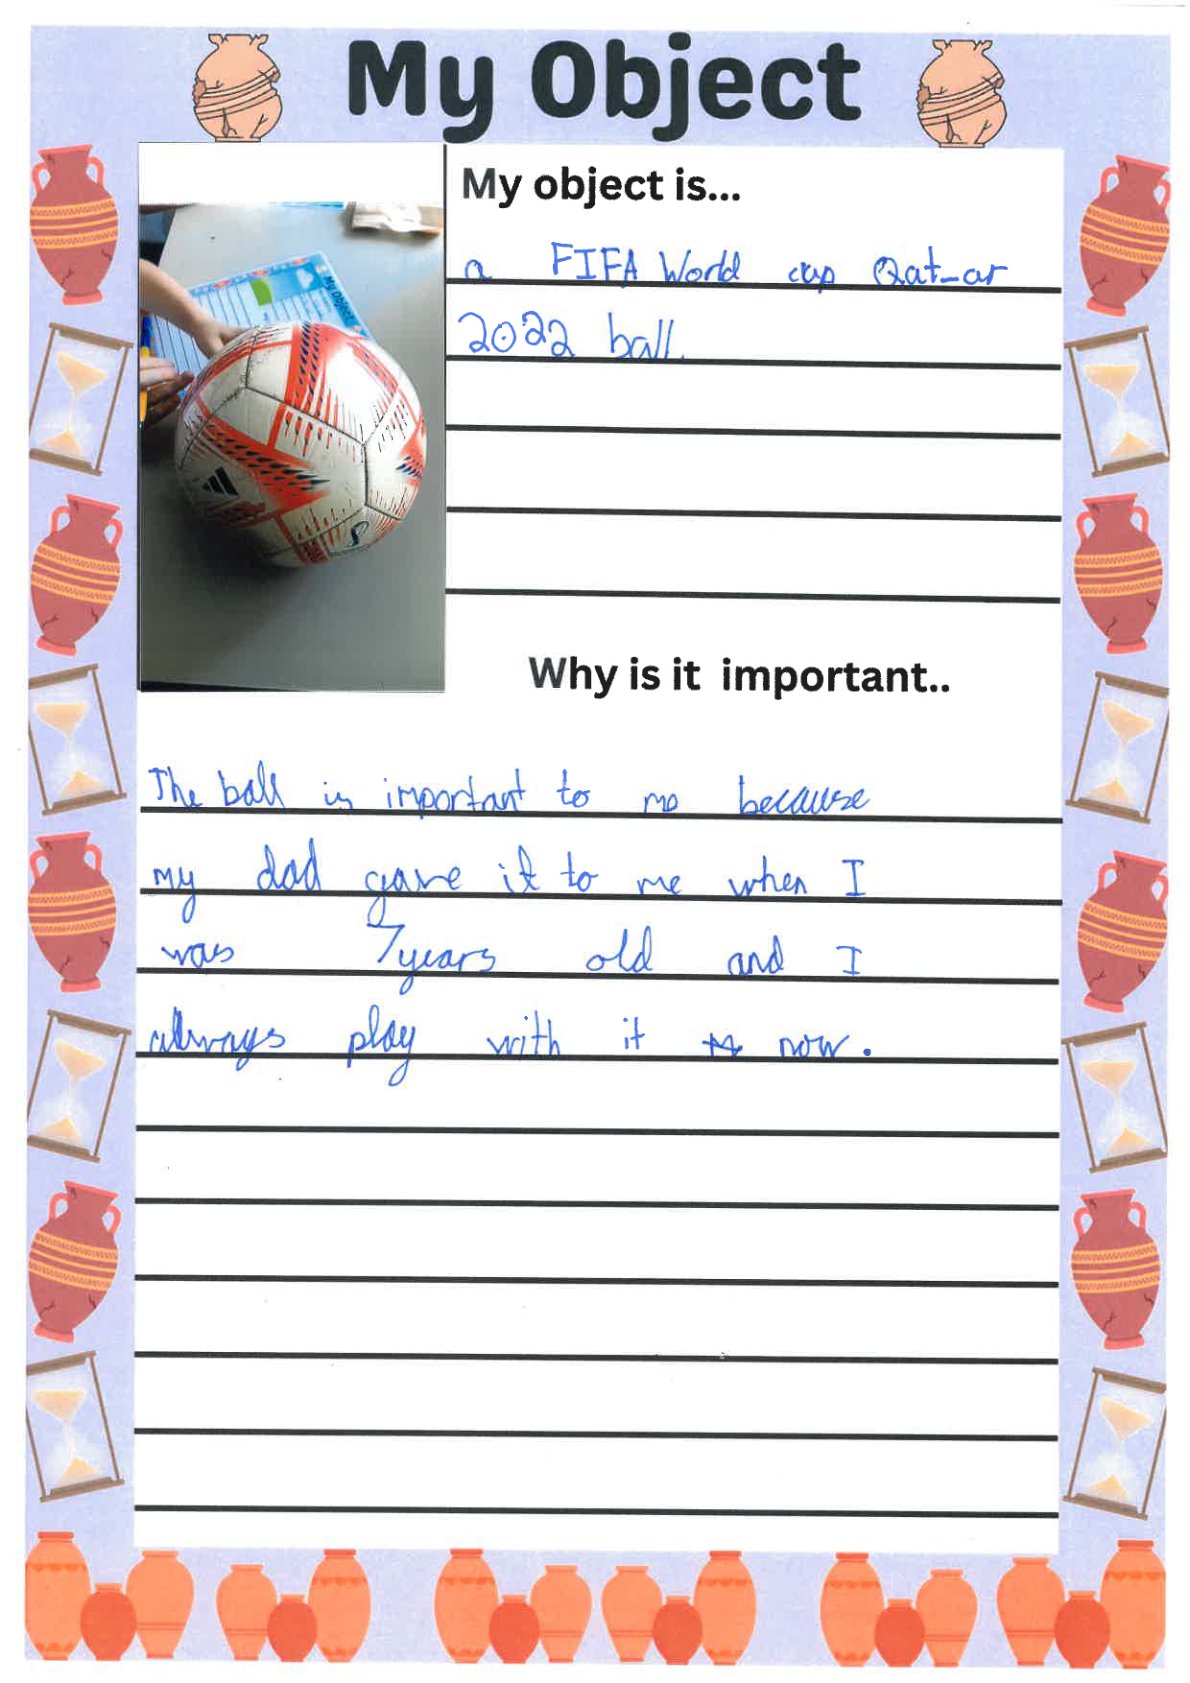 My Object
My object is...
a FIFA World cup Qat-ar
2022 ball.
Why is it important..
The ball is important to me because
my dad gave it to me when I
was 7years old and I
always play with it now.